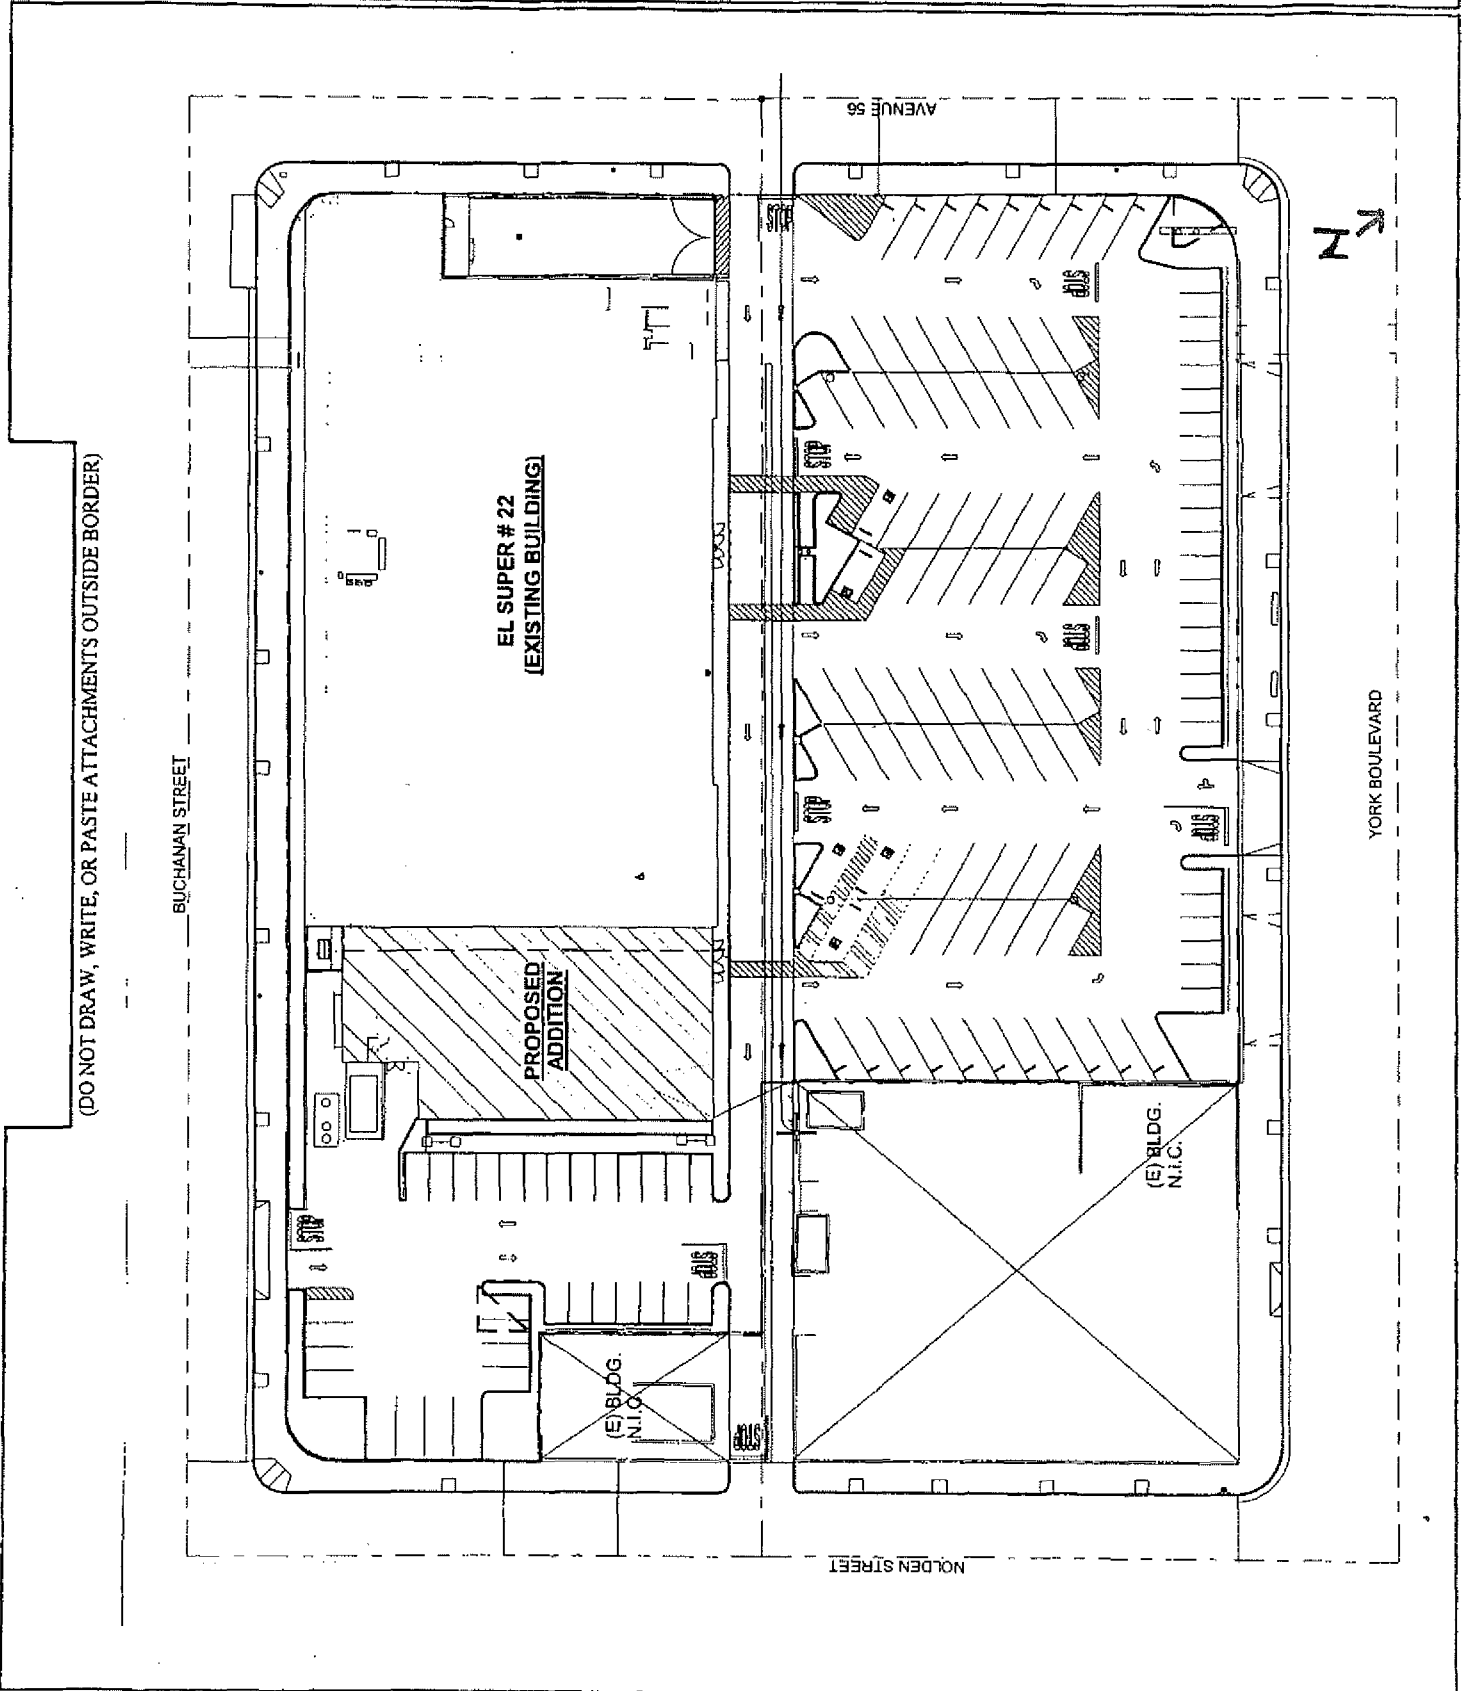 (DO NOT DRAW, WRITE, OR PASTE ATTACHMENTS OUTSIDE BORDER)
BUCHANAN STREET
AVENUE 56
N
EL SUPER # 22
(EXISTING BUILDING)
PROPOSED
ADDITION
STOP
STOP
STOP
STOP
STOP
STOP
STOP
STOP
STOP
YORK BOULEVARD
(E) BLDG.
N.I.C.
(E) BLDG.
N.I.C.
NOLDEN STREET